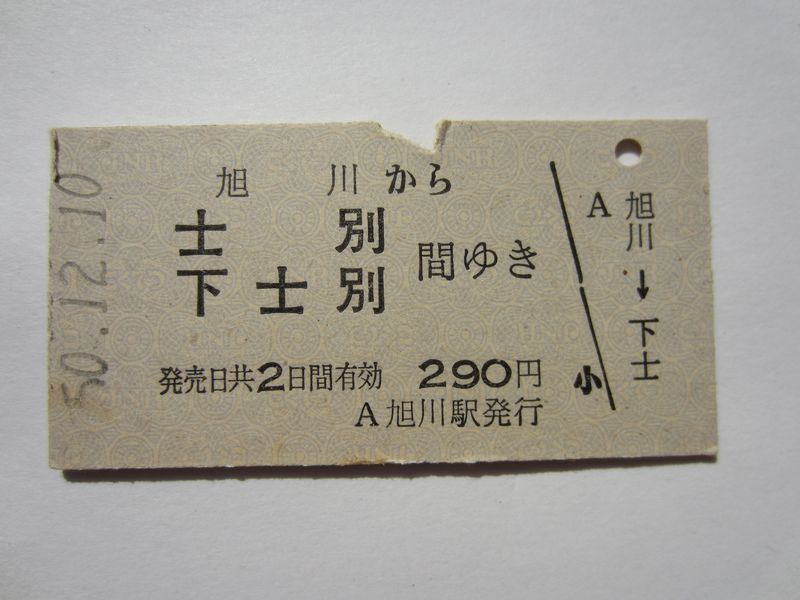 50.12.10
旭川から
士別
下士別
間ゆき
発売日共2日間有効 290円
A旭川駅発行
A
旭川→下士
小